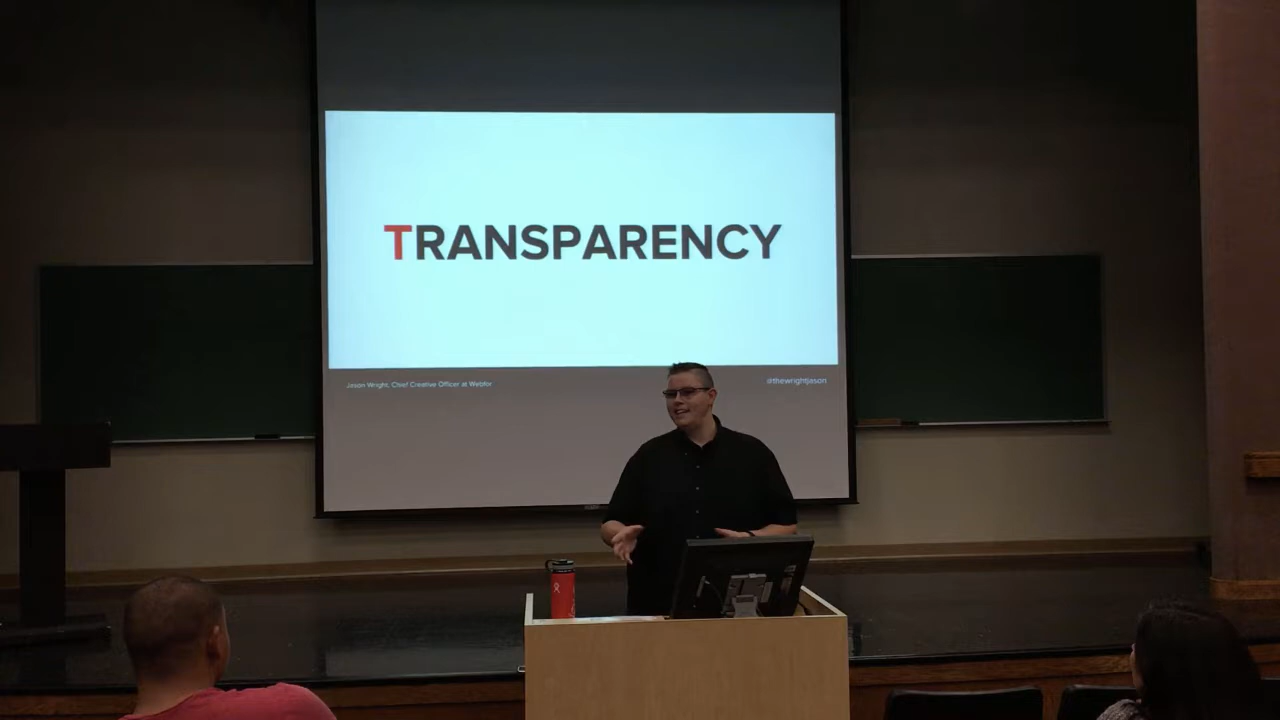 TRANSPARENCY
Jason Wright, Chief Creative Officer at Webfor
@thewrightjason